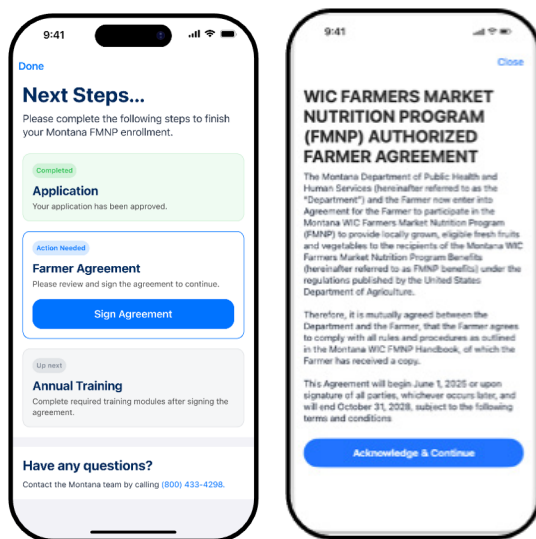 9:41
Done
Next Steps...
Please complete the following steps to finish
your Montana FMNP enrollment.
Completed
Application
Your application has been approved.
Action Needed
Farmer Agreement
Please review and sign the agreement to continue.
Sign Agreement
Up next
Annual Training
Complete required training modules after signing the
agreement.
Have any questions?
Contact the Montana team by calling (800) 433-4298.
9:41
Close
WIC FARMERS MARKET
NUTRITION PROGRAM
(FMNP) AUTHORIZED
FARMER AGREEMENT
The Montana Department of Public Health and
Human Services (hereinafter referred to as the
"Department") and the Farmer now enter into
Agreement for the Farmer to participate in the
Montana WIC Farmers Market Nutrition Program
(FMNP) to provide locally grown, eligible fresh fruits
and vegetables to the recipients of the Montana WIC
Farmers Market Nutrition Program Benefits
(hereinafter referred to as FMNP benefits) under the
regulations published by the United States
Department of Agriculture.
Therefore, it is mutually agreed between the
Department and the Farmer, that the Farmer agrees
to comply with all rules and procedures as outlined
in the Montana WIC FMNP Handbook, of which the
Farmer has received a copy.
This Agreement will begin June 1, 2025 or upon
signature of all parties, whichever occurs later, and
will end October 31, 2028, subject to the following
terms and conditions
Acknowledge & Continue